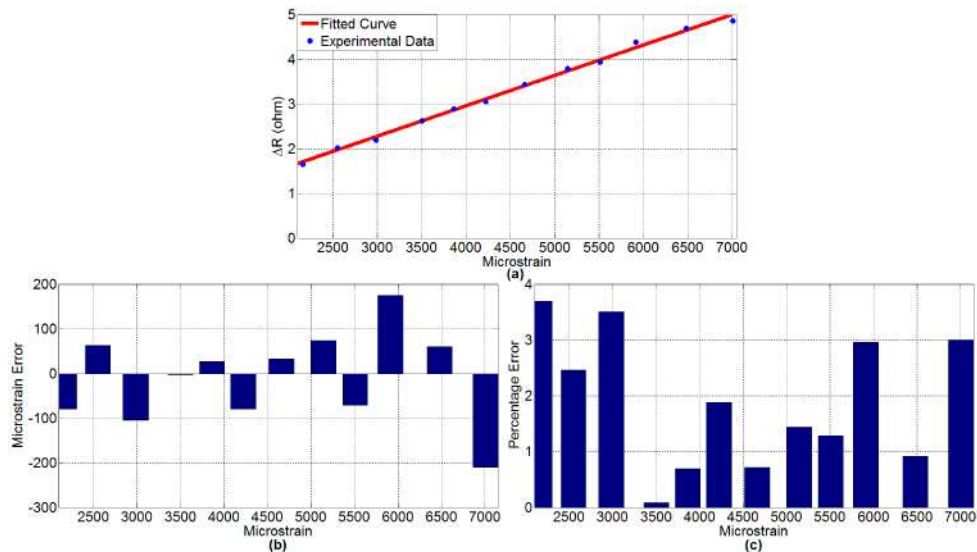 5
Fitted Curve
Experimental Data
4
3
2
1
0
ΔR (ohm)
2500 3000 3500 4000 4500 5000 5500 6000 6500 7000
Microstrain
(a)
200
100
0
-100
-200
-300
Microstrain Error
2500 3000 3500 4000 4500 5000 5500 6000 6500 7000
Microstrain
(b)
4
3
2
1
0
Percentage Error
2500 3000 3500 4000 4500 5000 5500 6000 6500 7000
Microstrain
(c)